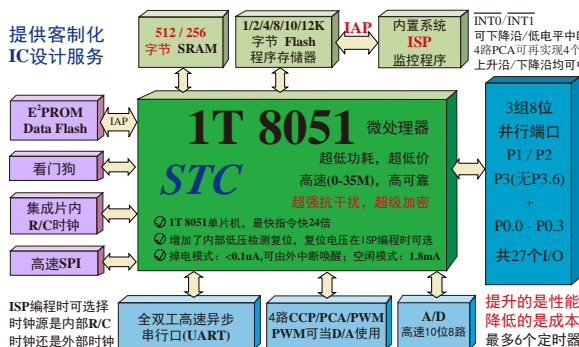 提供客制化
IC设计服务
512 / 256
字节 SRAM
1/2/4/8/10/12K
字节 Flash
程序存储器
IAP
内置系统
ISP
监控程序
INT0/INT1
可下降沿/低电平中
4路PCA可再实现4个
上升沿/下降沿均可
E²PROM
Data Flash
IAP
看门狗
集成片内
R/C时钟
高速SPI
1T 8051 微处理器
STC
超低功耗，超低价
高速(0-35M)，高可靠
超强抗干扰，超级加密
1T 8051单片机，最快指令快24倍
增加了内部低压检测复位，复位电压在ISP编程时可选
掉电模式：<0.1uA,可由外中断唤醒；空闲模式：1.8mA
3组8位
并行端口
P1 / P2
P3(无P3.6)
+
P0.0 - P0.3
共27个I/O
ISP编程时可选择
时钟源是内部R/C
时钟还是外部时钟
全双工高速异步
串行口(UART)
4路CCP/PCA/PWM
PWM可当D/A使用
A/D
高速10位8路
提升的是性能
降低的是成本
最多6个定时器